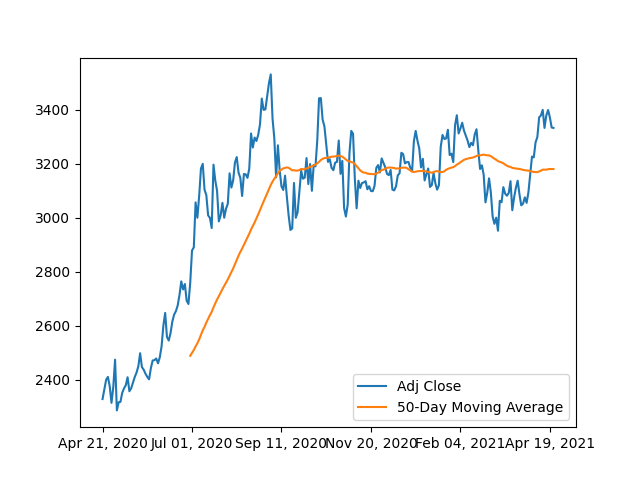 3400
3200
3000
2800
2600
2400
Adj Close
50-Day Moving Average
Apr 21, 2020 Jul 01, 2020 Sep 11, 2020 Nov 20, 2020 Feb 04, 2021 Apr 19, 2021